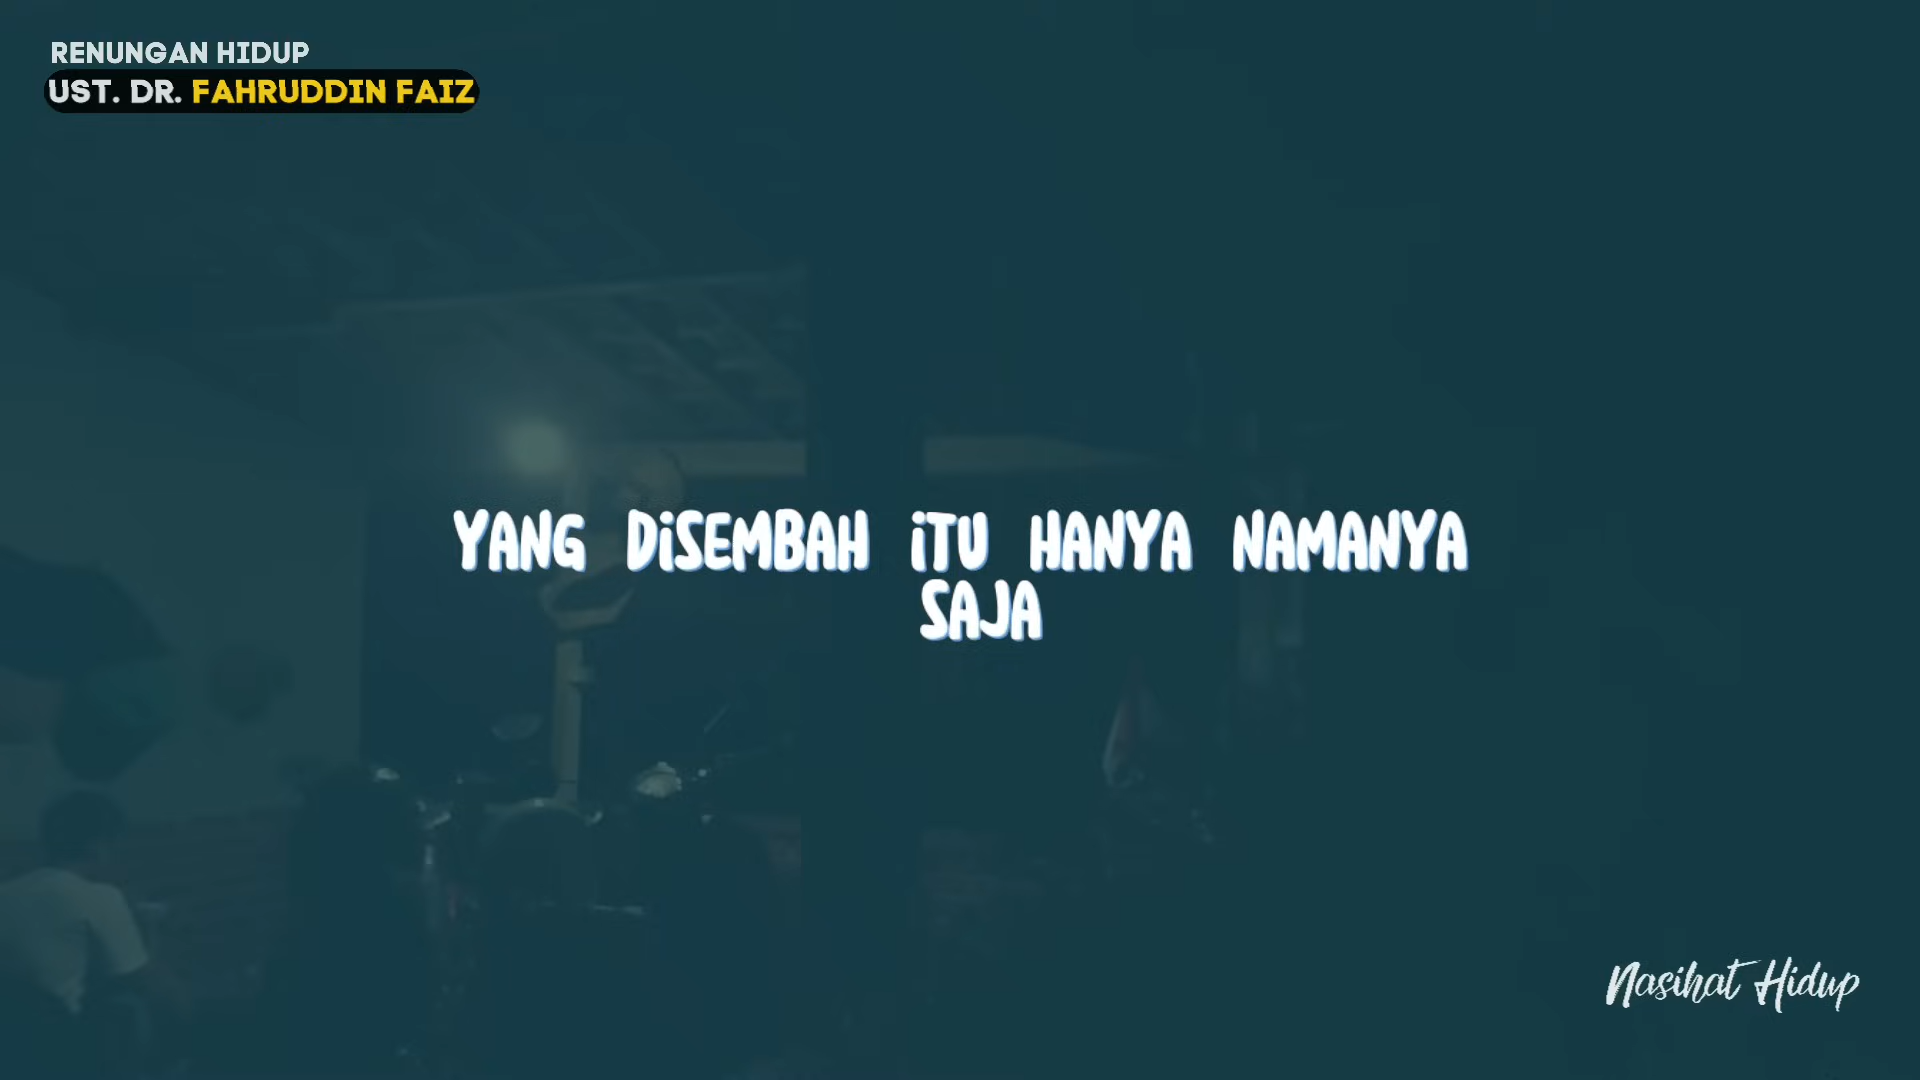 RENUNGAN HIDUP
UST. DR. FAHRUDDIN FAIZ
YANG DiSEMBAH iTU HANYA NAMANYA
SAJA
Nasihat Hidup